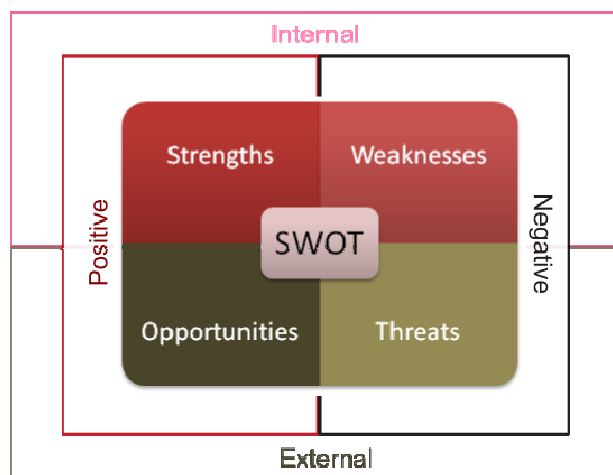 Internal
Strengths
Weaknesses
Positive
SWOT
Negative
Opportunities
Threats
External